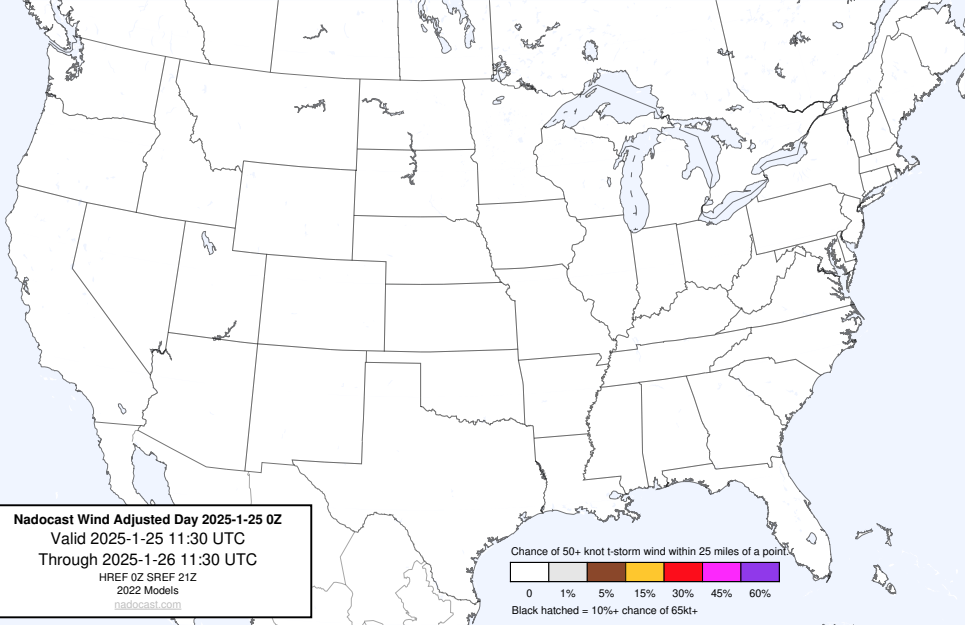 Nadocast Wind Adjusted Day 2025-1-25 0Z
Valid 2025-1-25 11:30 UTC
Through 2025-1-26 11:30 UTC
HREF 0Z SREF 21Z
2022 Models
nadocast.com
Chance of 50+ knot t-storm wind within 25 miles of a point.
0 1% 5% 15% 30% 45% 60%
Black hatched = 10%+ chance of 65kt+